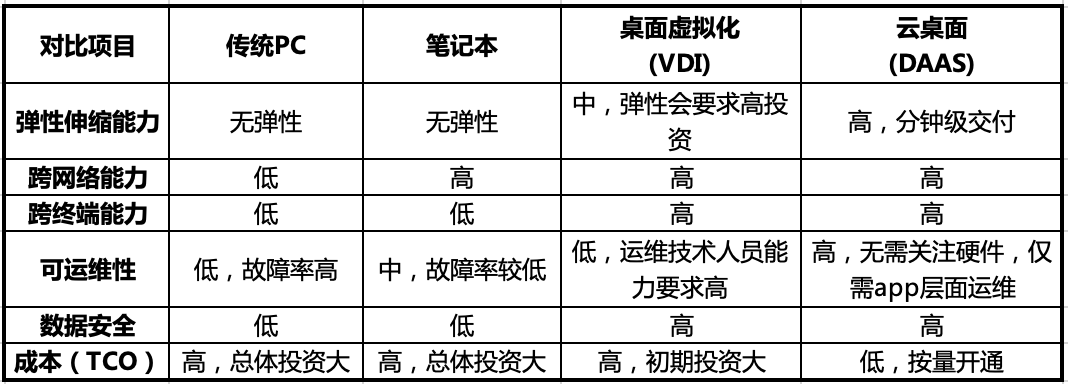 对比项目 传统PC 笔记本 桌面虚拟化 云桌面
(VDI) (DAAS)
弹性伸缩能力 无弹性 无弹性 中，弹性会要求高投 高，分钟级交付
资
跨网络能力 低 高 高 高
跨终端能力 低 低 高 高
可运维性 低，故障率高 中，故障率较低 低，运维技术人员能 高，无需关注硬件，仅
力要求高 需app层面运维
数据安全 低 低 高 高
成本（TCO） 高，总体投资大 高，总体投资大 高，初期投资大 低，按量开通